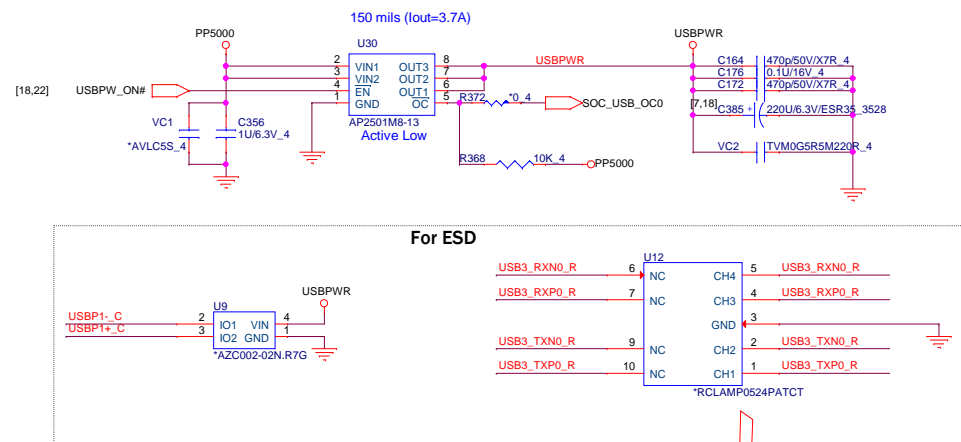 150 mils (Iout=3.7A)
PP5000
U30
USBPWR
2 VIN1 OUT3 8 USBPWR
3 VIN2 OUT2 7
[18,22] USBPW_ON# 4 EN OUT1 6
1 GND OC 5
R372 *0_4 SOC_USB_OC0 [7,18]
AP2501M8-13
Active Low
VC1 C356
*AVLC5S_4 1U/6.3V_4
R368 10K_4 PP5000
C164 470p/50V/X7R_4
C176 0.1U/16V_4
C172 470p/50V/X7R_4
C385 + 220U/6.3V/ESR35_3528
VC2 TVM0G5R5M220R_4
For ESD
U9
USBPWR
USBP1-_C 2 IO1 VIN 4
USBP1+_C 3 IO2 GND 1
*AZC002-02N.R7G
U12
USB3_RXN0_R 6 NC CH4 5 USB3_RXN0_R
USB3_RXP0_R 7 NC CH3 4 USB3_RXP0_R
GND 3
USB3_TXN0_R 9 NC CH2 2 USB3_TXN0_R
USB3_TXP0_R 10 NC CH1 1 USB3_TXP0_R
*RCLAMP0524PATCT